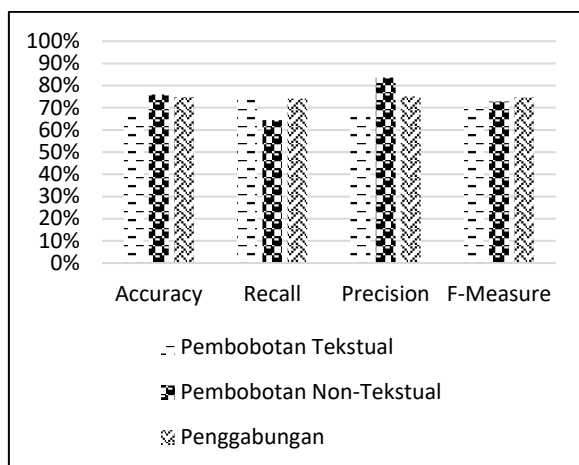 100%
90%
80%
70%
60%
50%
40%
30%
20%
10%
0%
Accuracy Recall Precision F-Measure
Pembobotan Tekstual
Pembobotan Non-Tekstual
Penggabungan